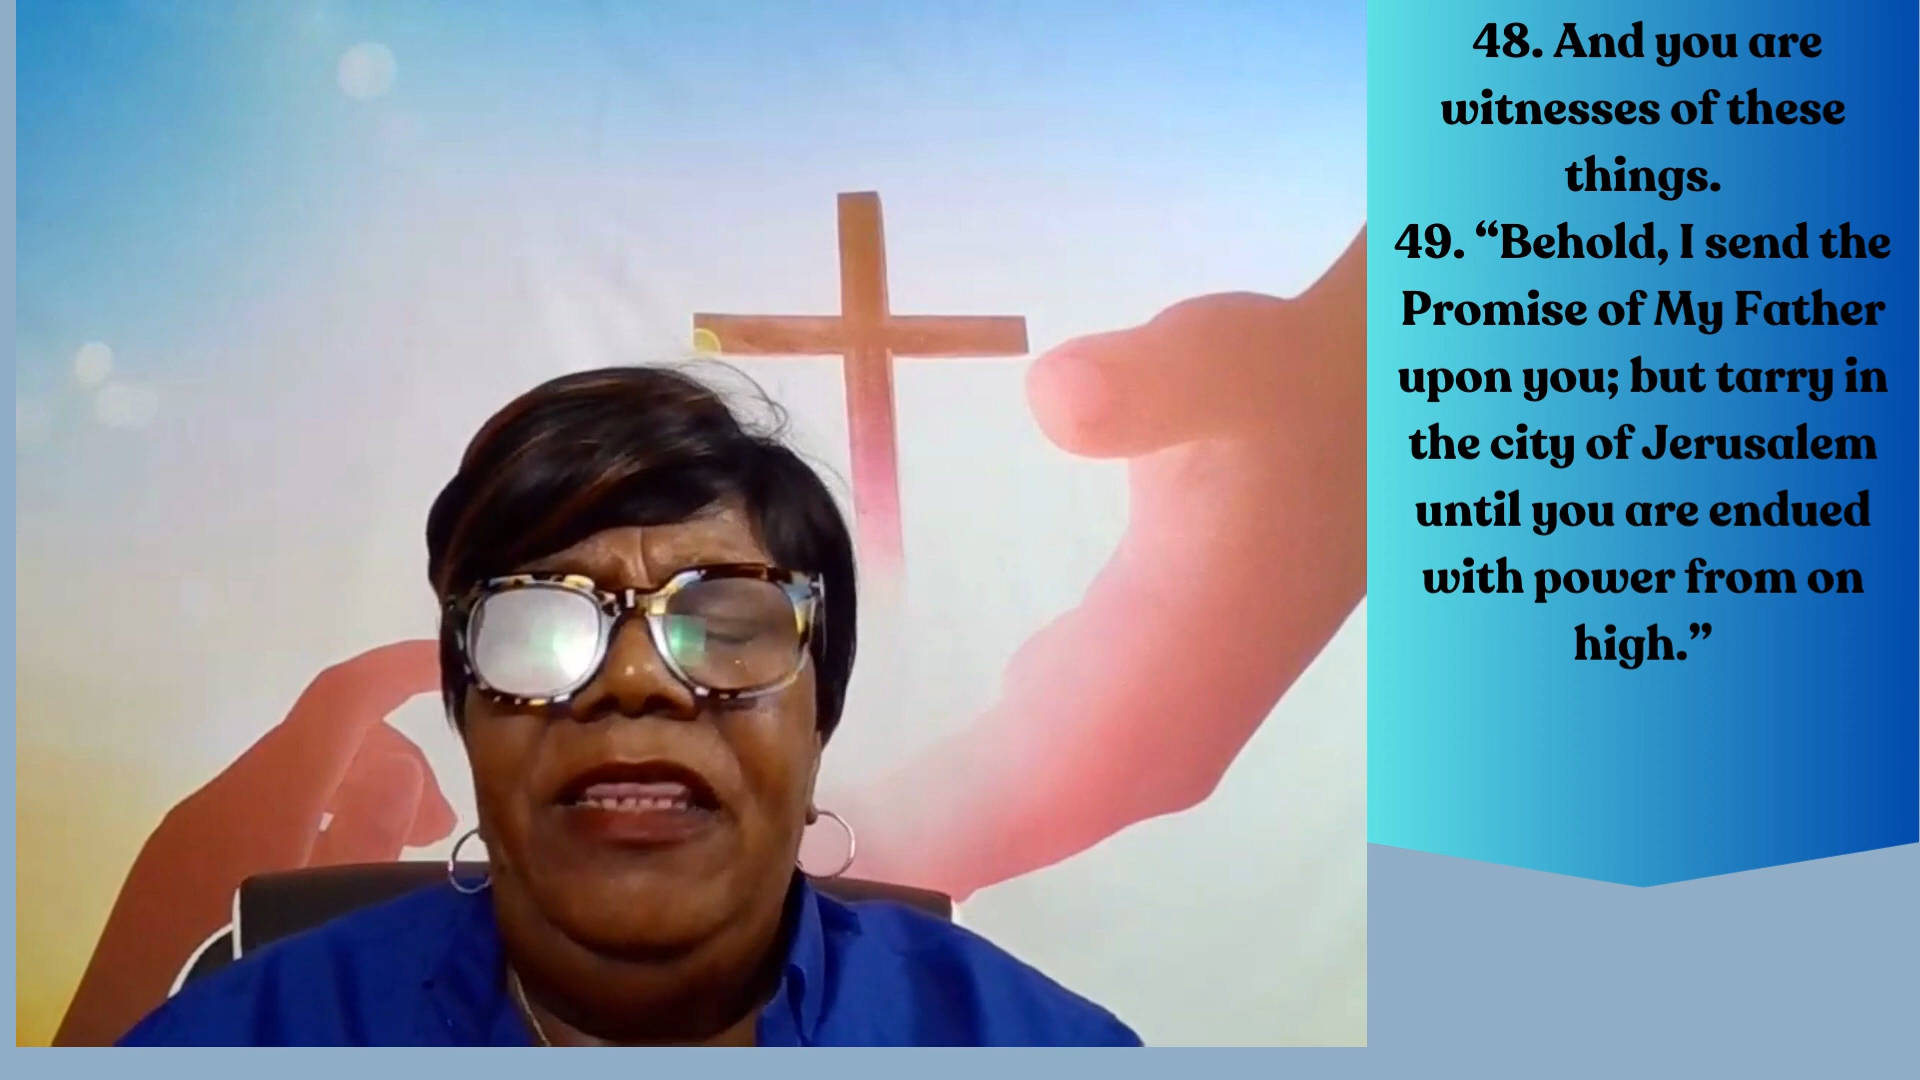 48. And you are
witnesses of these
things.
49. “Behold, I send the
Promise of My Father
upon you; but tarry in
the city of Jerusalem
until you are endued
with power from on
high.”